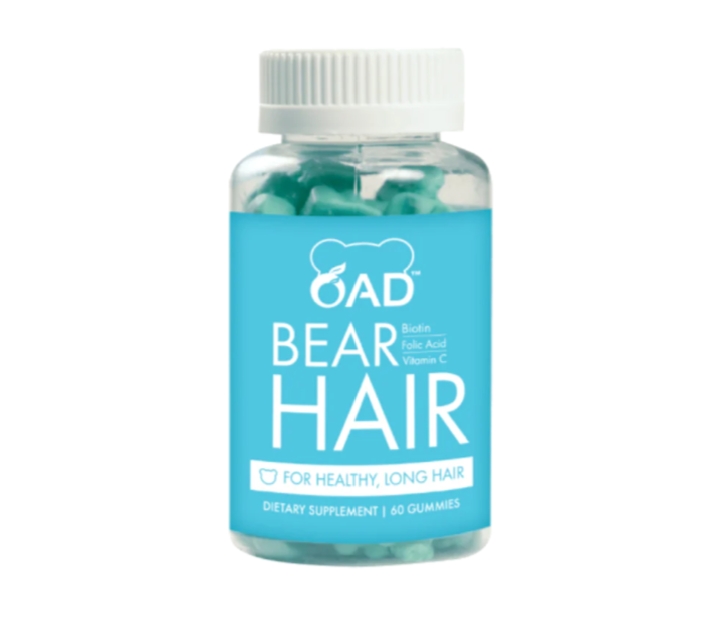 OAD™
BEAR
Biotin
Folic Acid
Vitamin C
HAIR
FOR HEALTHY, LONG HAIR
DIETARY SUPPLEMENT | 60 GUMMIES